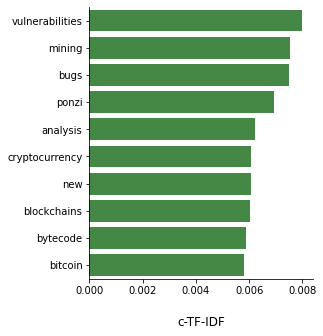 vulnerabilities
mining
bugs
ponzi
analysis
cryptocurrency
new
blockchains
bytecode
bitcoin
0.000 0.002 0.004 0.006 0.008
c-TF-IDF